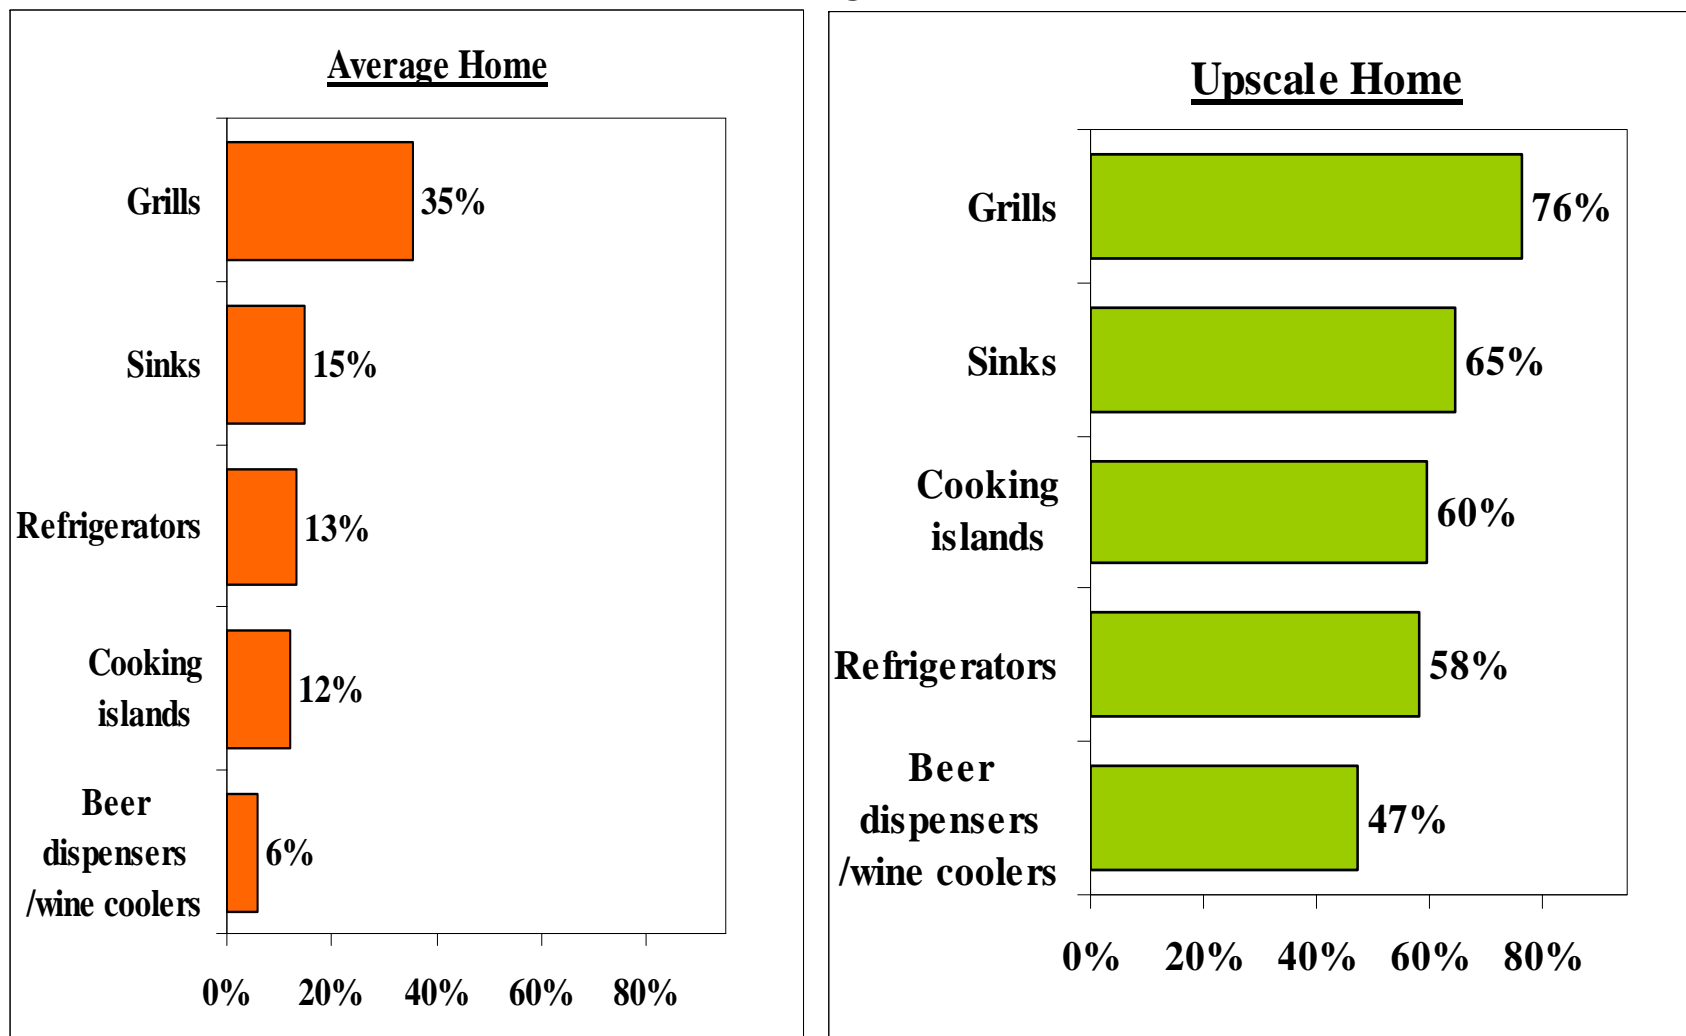 Average Home
Grills
35%
Sinks
15%
Refrigerators
13%
Cooking
islands
12%
Beer
dispensers
/wine coolers
6%
0% 20% 40% 60% 80%
Upscale Home
Grills
76%
Sinks
65%
Cooking
islands
60%
Refrigerators
58%
Beer
dispensers
/wine coolers
47%
0% 20% 40% 60% 80%